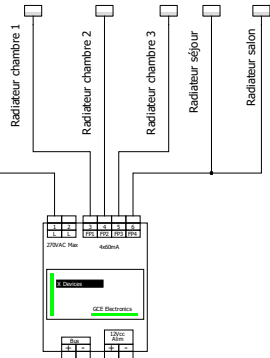 Radiateur chambre 1
Radiateur chambre 2
Radiateur chambre 3
Radiateur séjour
Radiateur salon
1 2 3 4 5 6
L L FP1 FP2 FP3 FP4
270VAC Max 4x60mA
X Devices
GCE Electronics
Bus 12Vcc
Alim
+ - + -